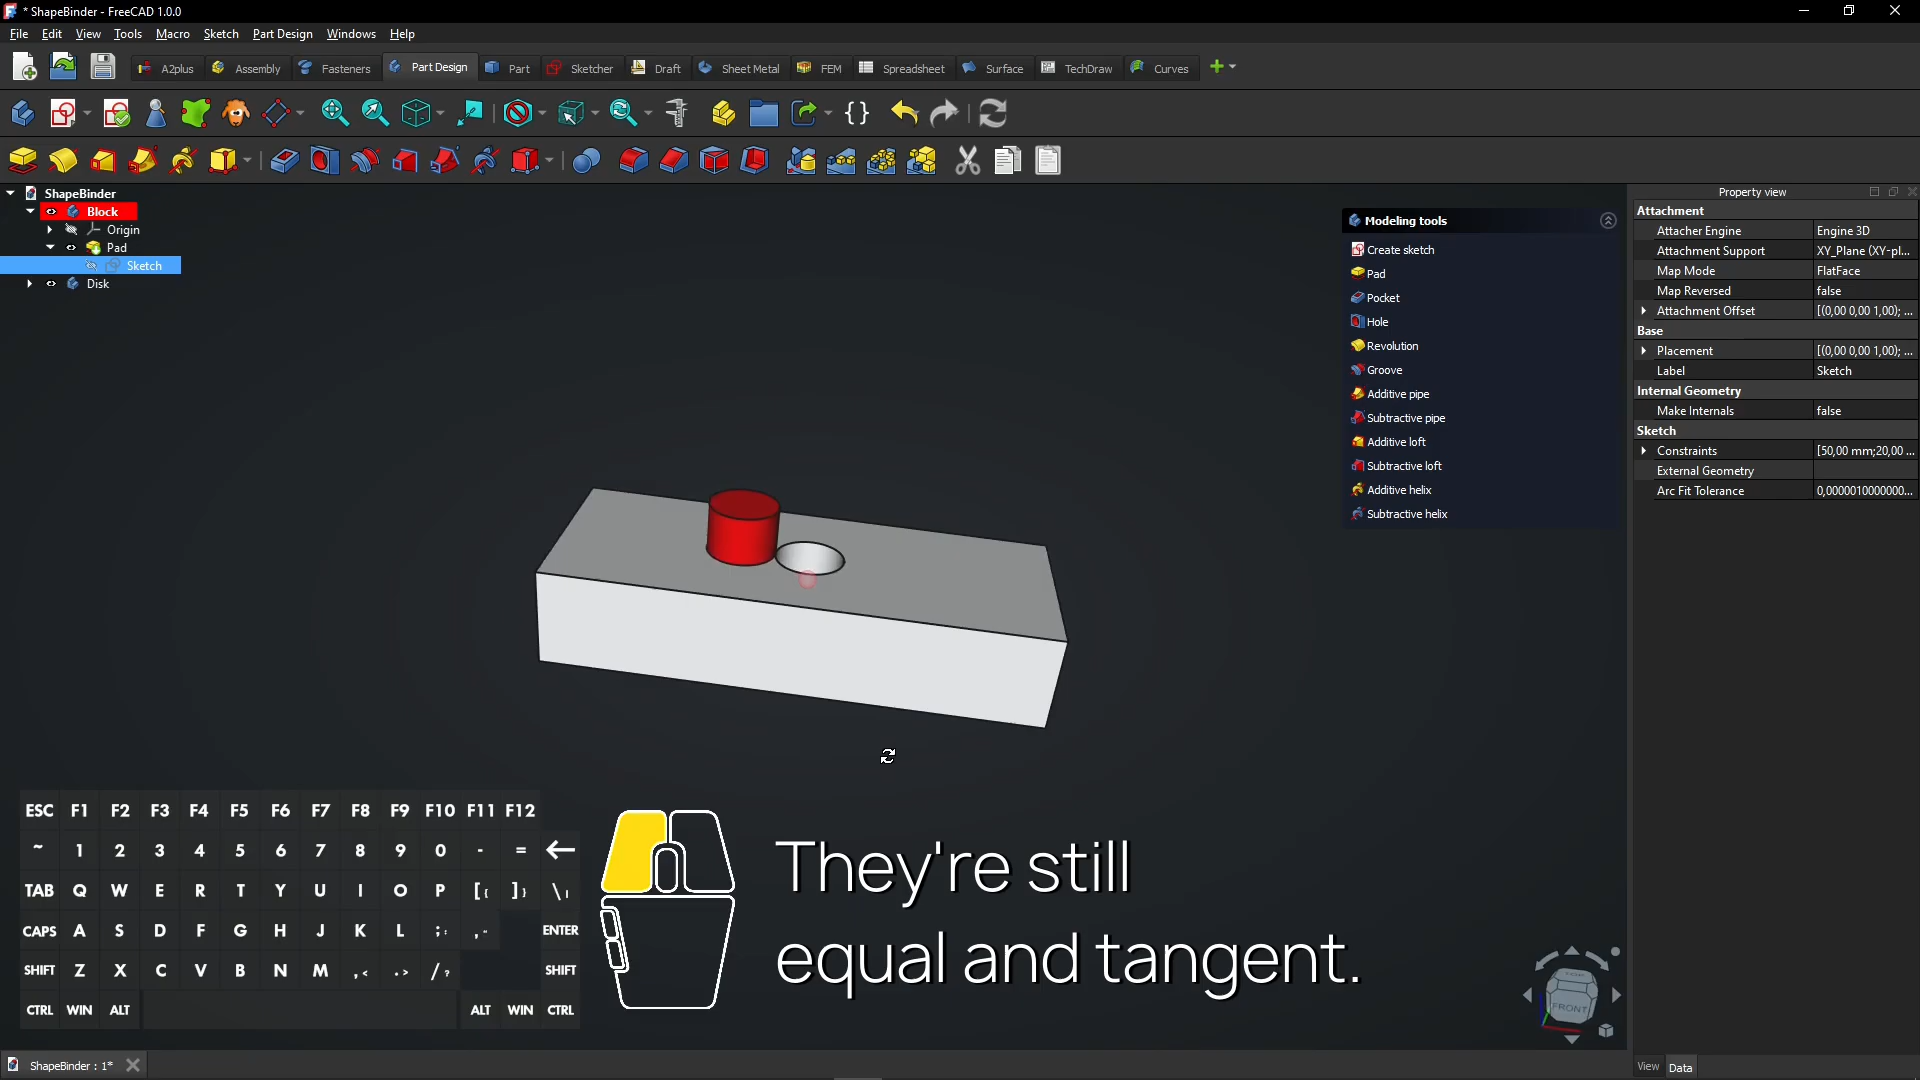 * ShapeBinder - FreeCAD 1.0.0
File Edit View Tools Macro Sketch Part Design Windows Help
A2plus Assembly Fasteners Part Design Part Sketcher Draft Sheet Metal FEM Spreadsheet Surface TechDraw Curves
ShapeBinder
Block
Origin
Pad
Sketch
Disk
Modeling tools
Create sketch
Pad
Pocket
Hole
Revolution
Groove
Additive pipe
Subtractive pipe
Additive loft
Subtractive loft
Additive helix
Subtractive helix
Property view
Attachment
Attacher Engine Engine 3D
Attachment Support XY_Plane (XY-pl...
Map Mode FlatFace
Map Reversed false
Attachment Offset [(0,00 0,00 1,00); ...
Base
Placement [(0,00 0,00 1,00); ...
Label Sketch
Internal Geometry
Make Internals false
Sketch
Constraints [50,00 mm;20,00 ...
External Geometry
Arc Fit Tolerance 0,0000010000000...
ESC F1 F2 F3 F4 F5 F6 F7 F8 F9 F10 F11 F12
~ 1 2 3 4 5 6 7 8 9 0 - = ←
TAB Q W E R T Y U I O P [{ ]} \|
CAPS A S D F G H J K L ;: ," ENTER
SHIFT Z X C V B N M ,< .> /? SHIFT
CTRL WIN ALT ALT WIN CTRL
They're still
equal and tangent.
TOP
FRONT
ShapeBinder : 1*
View Data